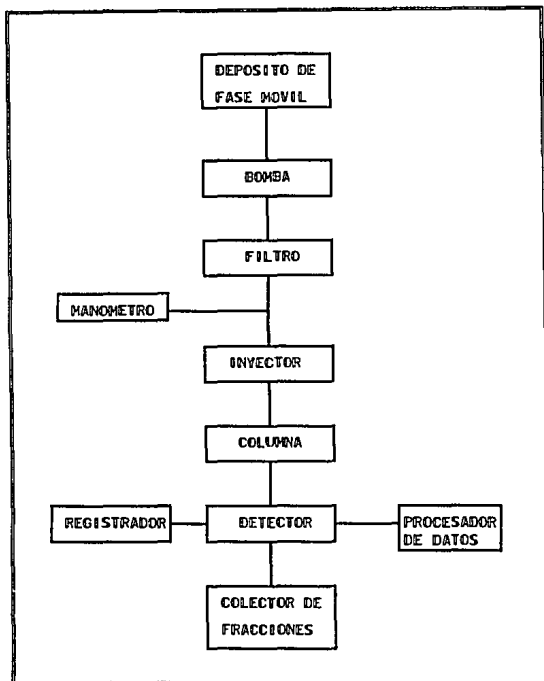 DEPOSITO DE
FASE MOVIL
BOMBA
FILTRO
MANOMETRO
INYECTOR
COLUMNA
REGISTRADOR
DETECTOR
PROCESADOR
DE DATOS
COLECTOR DE
FRACCIONES